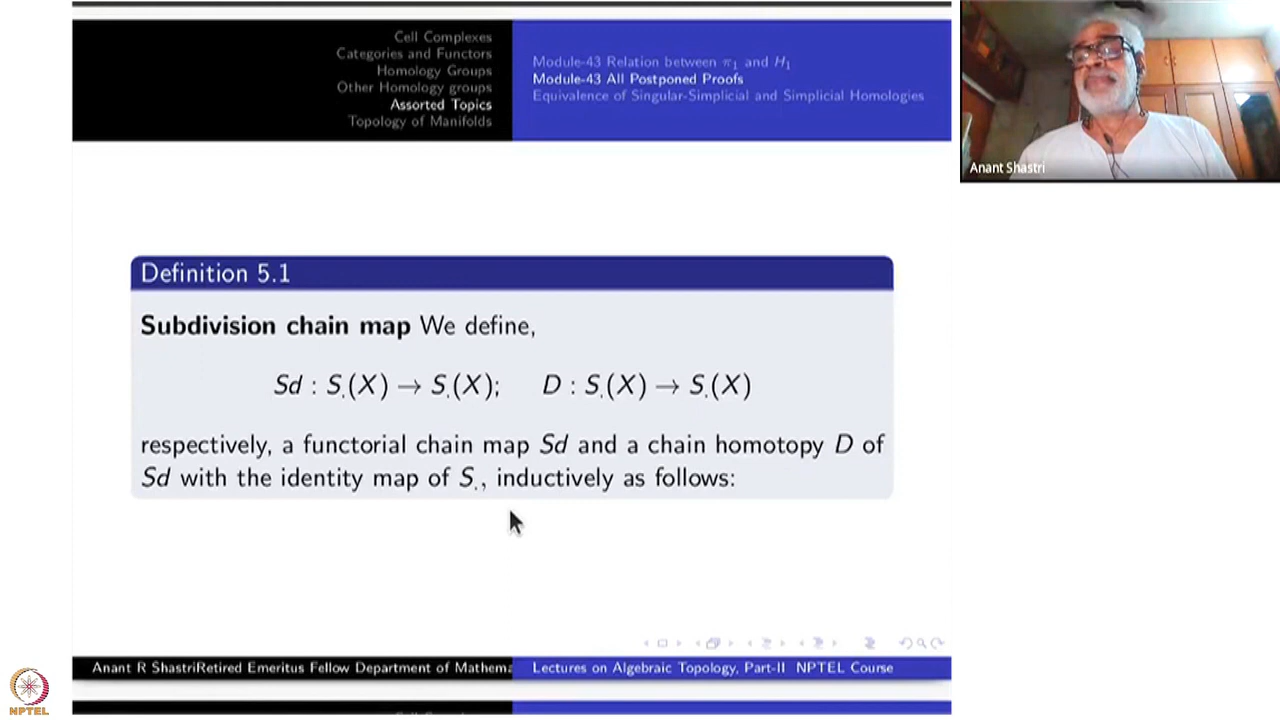 Cell Complexes
Categories and Functors
Homology Groups
Other Homology groups
Assorted Topics
Topology of Manifolds
Module-43 Relation between π₁ and H₁
Module-43 All Postponed Proofs
Equivalence of Singular-Simplicial and Simplicial Homologies
Anant Shastri
Definition 5.1
Subdivision chain map We define,
Sd : S.(X) → S.(X); D : S.(X) → S.(X)
respectively, a functorial chain map Sd and a chain homotopy D of
Sd with the identity map of S., inductively as follows:
Anant R ShastriRetired Emeritus Fellow Department of Mathema
Lectures on Algebraic Topology, Part-II NPTEL Course
NPTEL